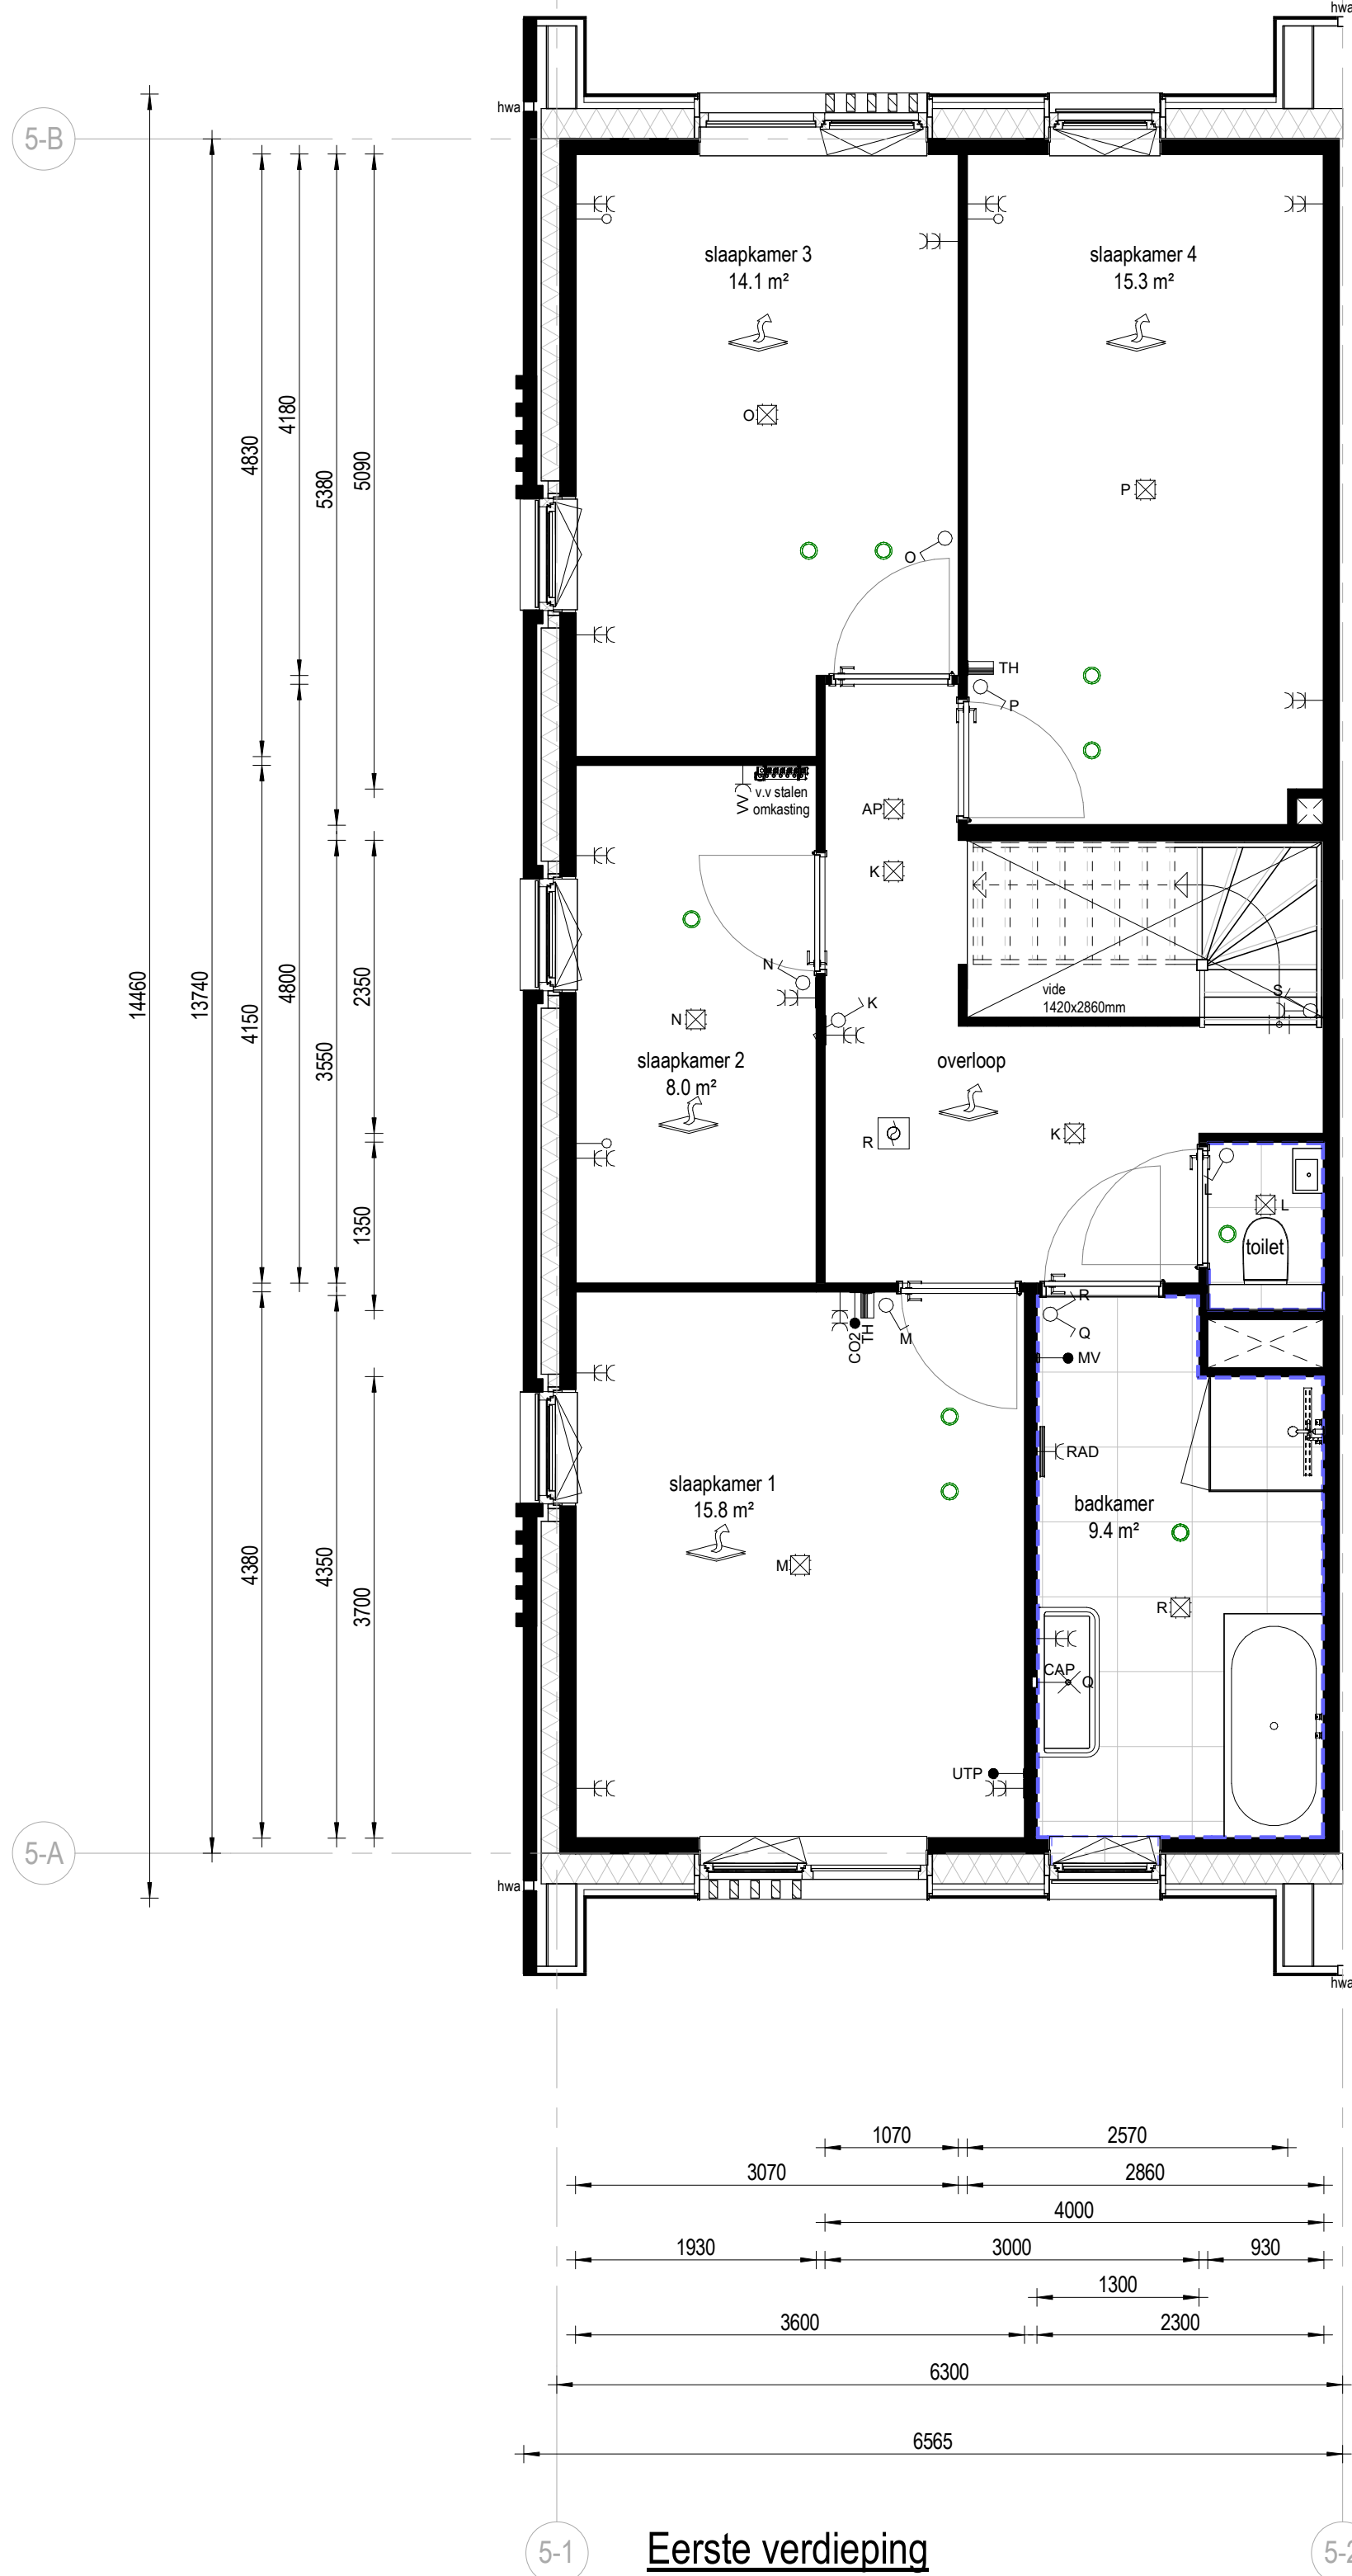 hwa
hwa
5-B
slaapkamer 3
14.1 m²
slaapkamer 4
15.3 m²
O
P
O
TH
P
4830
4180
5380
5090
v.v stalen
omkasting
AP
K
N
K
N
S
vide
1420x2860mm
slaapkamer 2
8.0 m²
overloop
R
K
L
L
toilet
14460
13740
4150
4800
3550
2350
1350
R
Q
M
CO2
TH
MV
RAD
slaapkamer 1
15.8 m²
badkamer
9.4 m²
M
R
CAP
Q
UTP
4380
4350
3700
5-A
hwa
hwa
1070
2570
3070
2860
4000
1930
3000
930
1300
3600
2300
6300
6565
5-1
Eerste verdieping
5-2